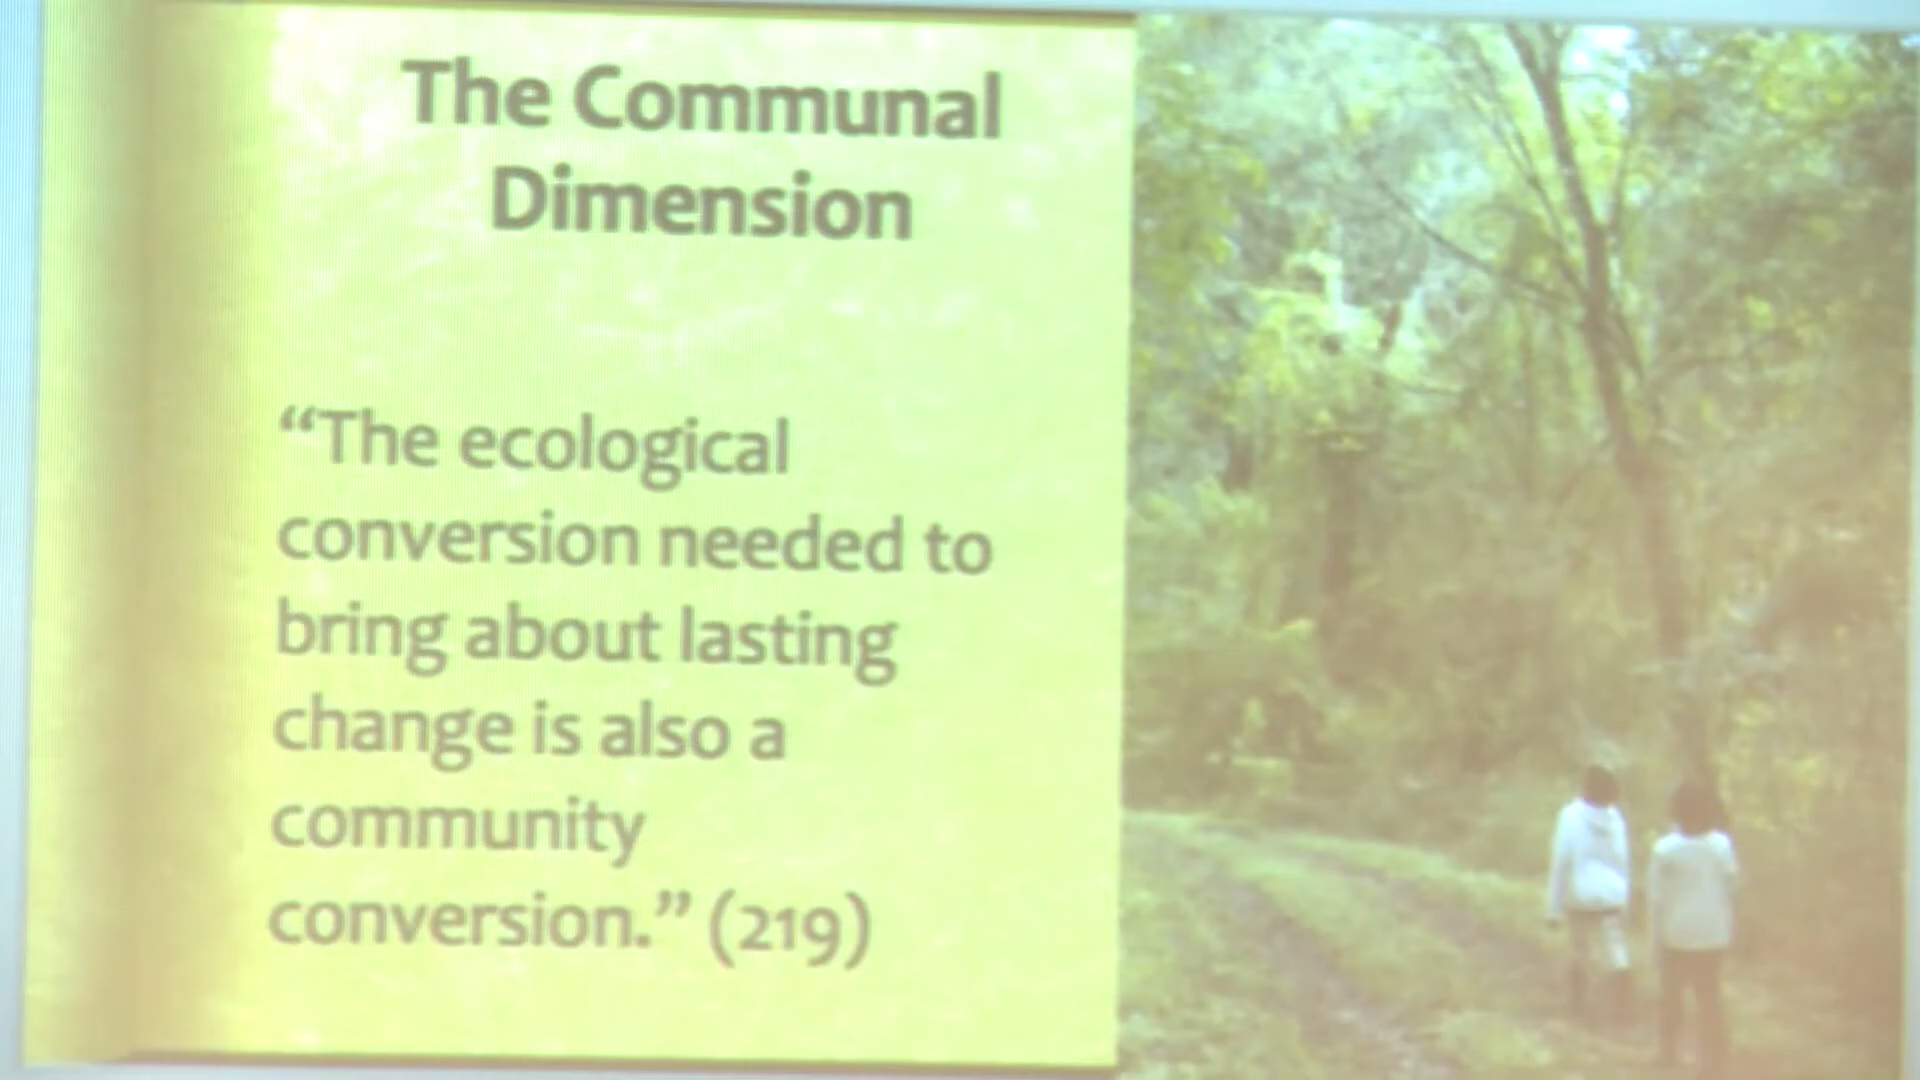 The Communal
Dimension
“The ecological
conversion needed to
bring about lasting
change is also a
community
conversion.” (219)